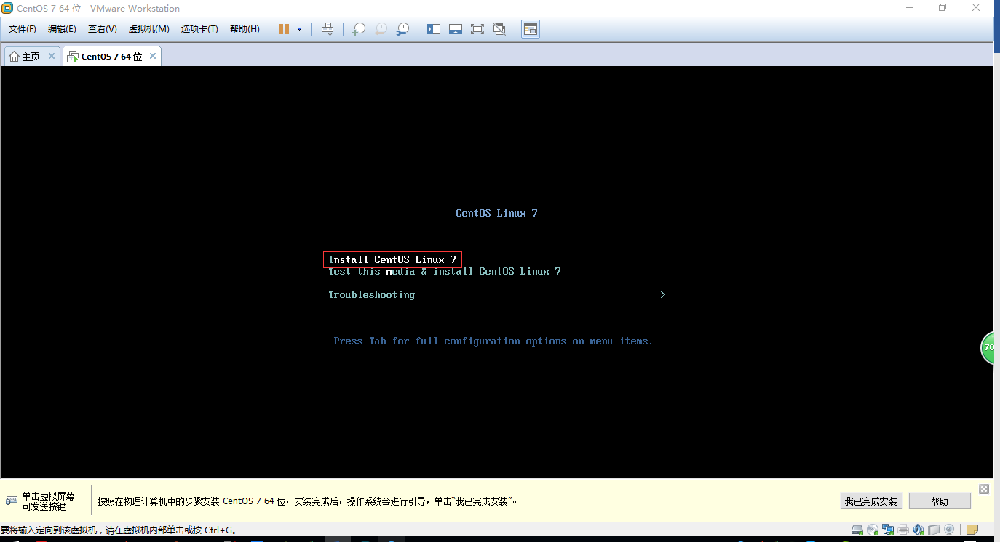 CentOS 7 64 位 - VMware Workstation
文件(F) 编辑(E) 查看(V) 虚拟机(M) 选项卡(T) 帮助(H)
主页 CentOS 7 64 位
CentOS Linux 7
Install CentOS Linux 7
Test this media & install CentOS Linux 7
Troubleshooting >
Press Tab for full configuration options on menu items.
70
单击虚拟屏幕
可发送按键
按照在物理计算机中的步骤安装 CentOS 7 64 位。安装完成后，操作系统会进行引导，单击“我已完成安装”。
我已完成安装 帮助
要将输入定向到该虚拟机，请在虚拟机内部单击或按 Ctrl+G。